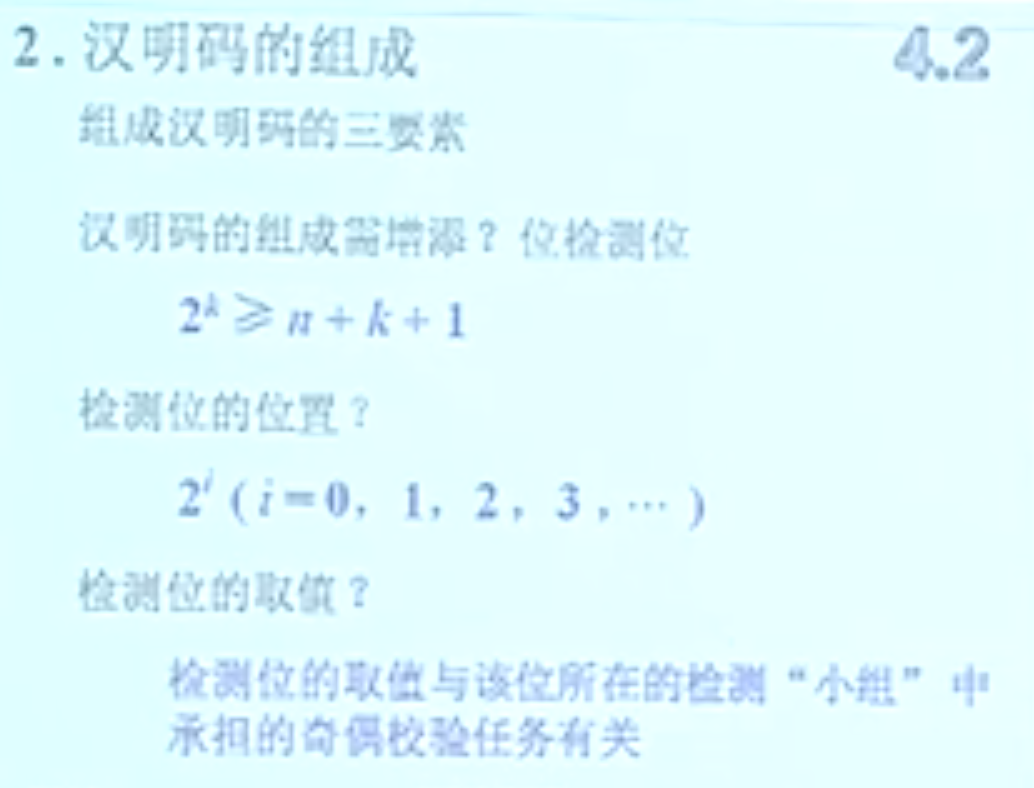 2. 汉明码的组成 4.2
组成汉明码的三要素
汉明码的组成需增添？位检测位
2ᵏ ⩾ n + k + 1
检测位的位置？
2ⁱ ( i = 0，1，2，3，⋯ )
检测位的取值？
检测位的取值与该位所在的检测“小组”中
承担的奇偶校验任务有关